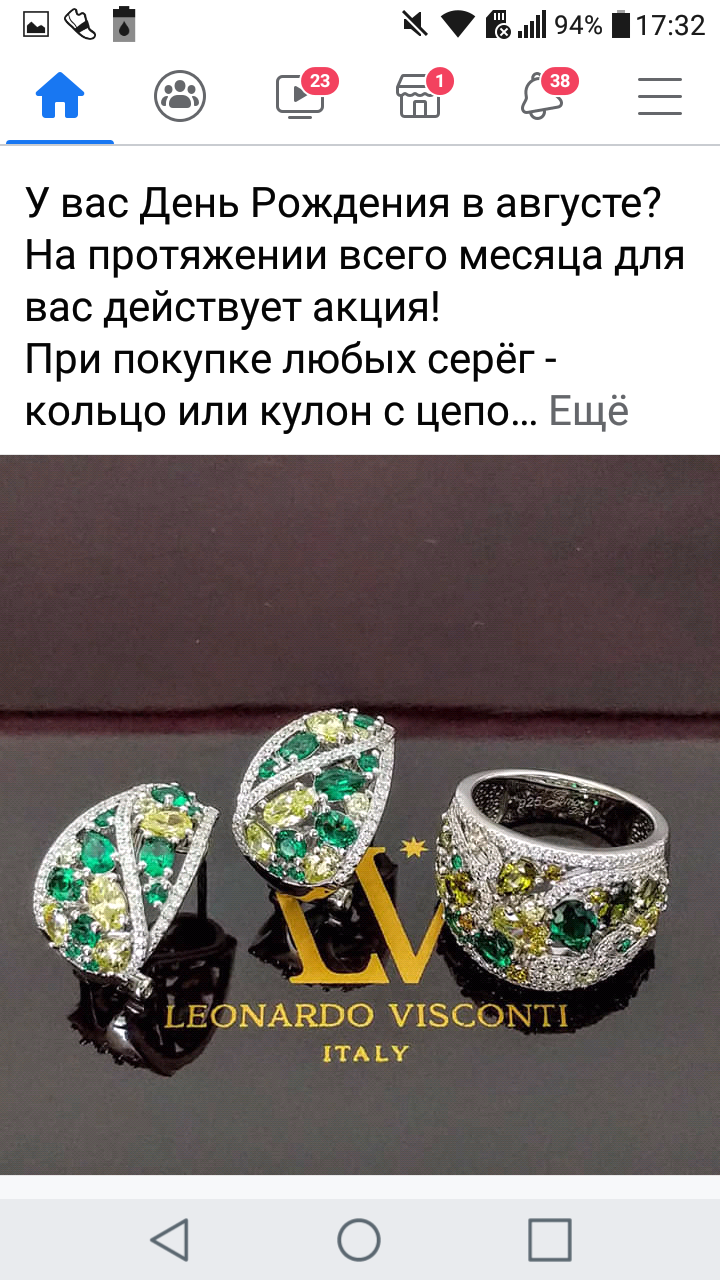 94% 17:32
23 1 38
У вас День Рождения в августе?
На протяжении всего месяца для
вас действует акция!
При покупке любых серёг -
кольцо или кулон с цепо... Ещё
925
LV
LEONARDO VISCONTI
ITALY